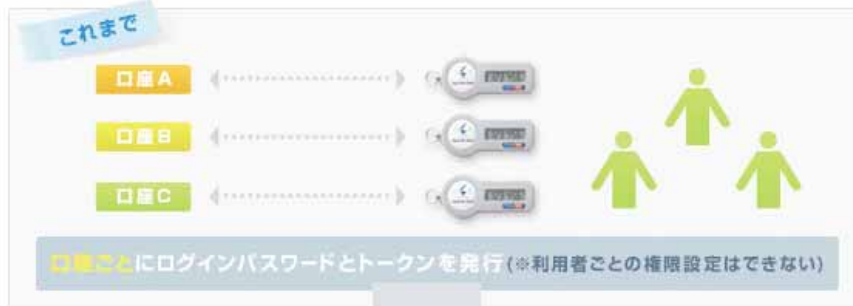 これまで
口座A
口座B
口座C
口座ごとにログインパスワードとトークンを発行(※利用者ごとの権限設定はできない)